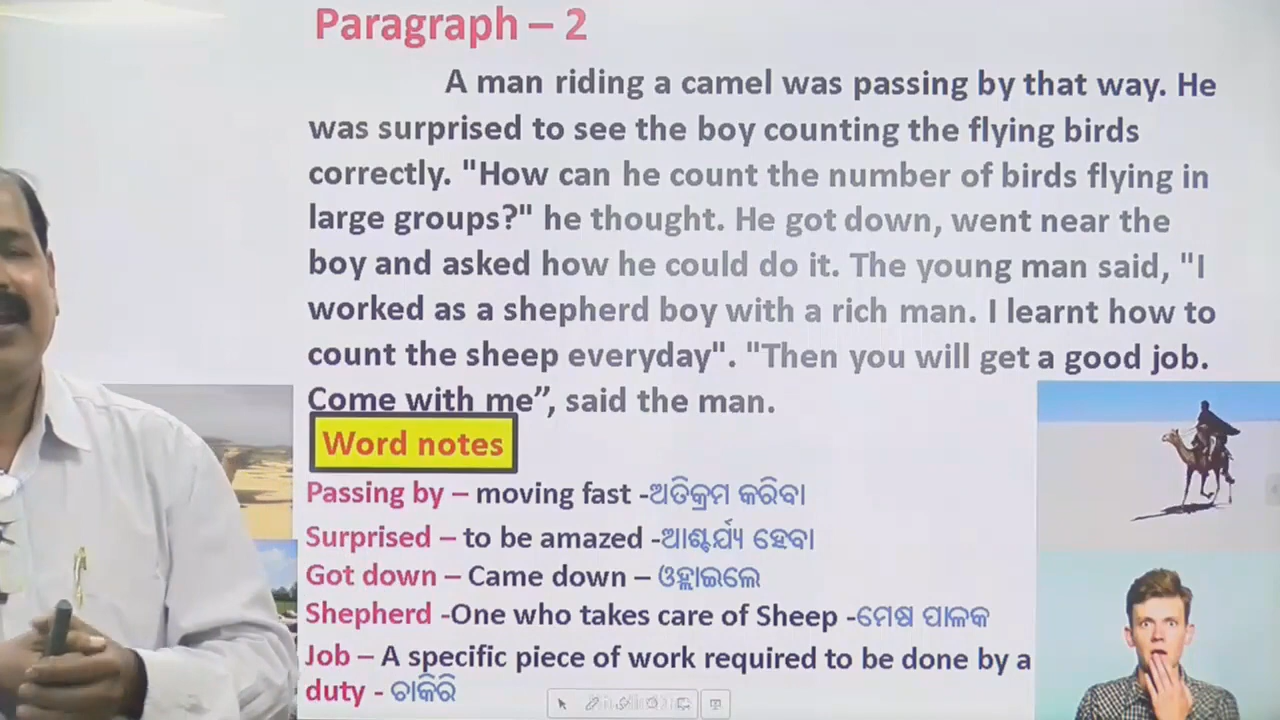 Paragraph – 2
A man riding a camel was passing by that way. He
was surprised to see the boy counting the flying birds
correctly. "How can he count the number of birds flying in
large groups?" he thought. He got down, went near the
boy and asked how he could do it. The young man said, "I
worked as a shepherd boy with a rich man. I learnt how to
count the sheep everyday". "Then you will get a good job.
Come with me”, said the man.
Word notes
Passing by – moving fast -ଅତିକ୍ରମ କରିବା
Surprised – to be amazed -ଆଶ୍ଚର୍ଯ୍ୟ ହେବା
Got down – Came down – ଓହ୍ଲାଇଲେ
Shepherd -One who takes care of Sheep -ମେଷ ପାଳକ
Job – A specific piece of work required to be done by a
duty - ଚାକିରି